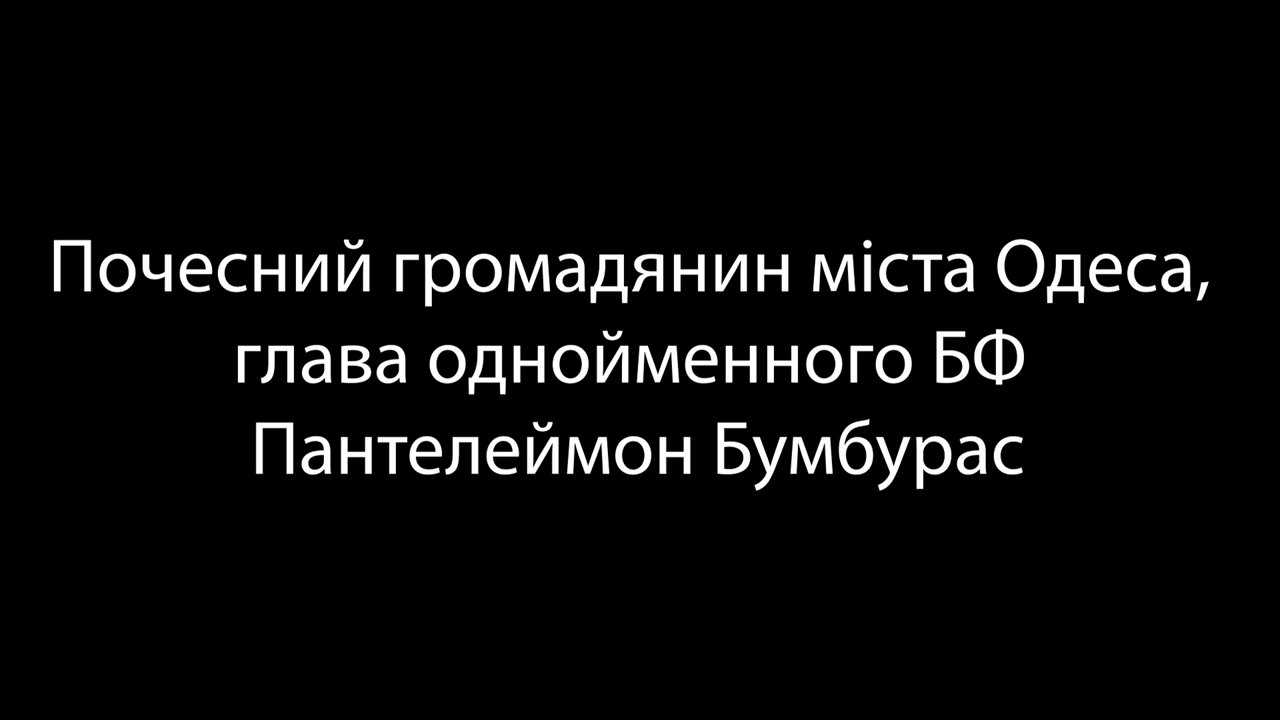 Почесний громадянин міста Одеса,
глава однойменного БФ
Пантелеймон Бумбурас